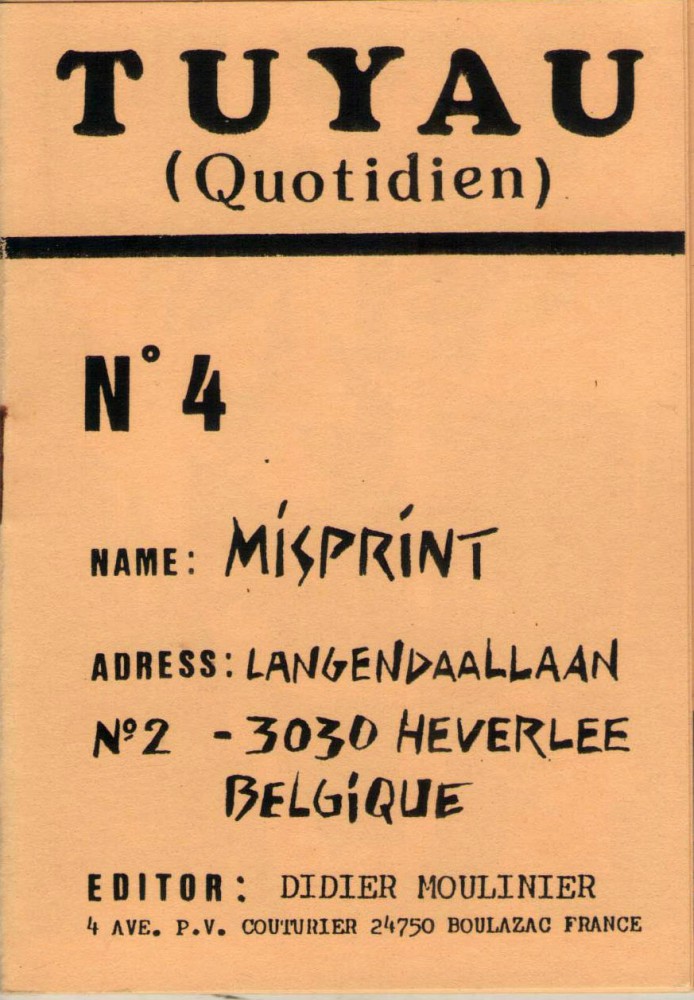 TUYAU
(Quotidien)
N° 4
NAME: MISPRINT
ADRESS: LANGENDAALLAAN
Nº2 - 3030 HEVERLEE
BELGIQUE
EDITOR: DIDIER MOULINIER
4 AVE. P.V. COUTURIER 24750 BOULAZAC FRANCE